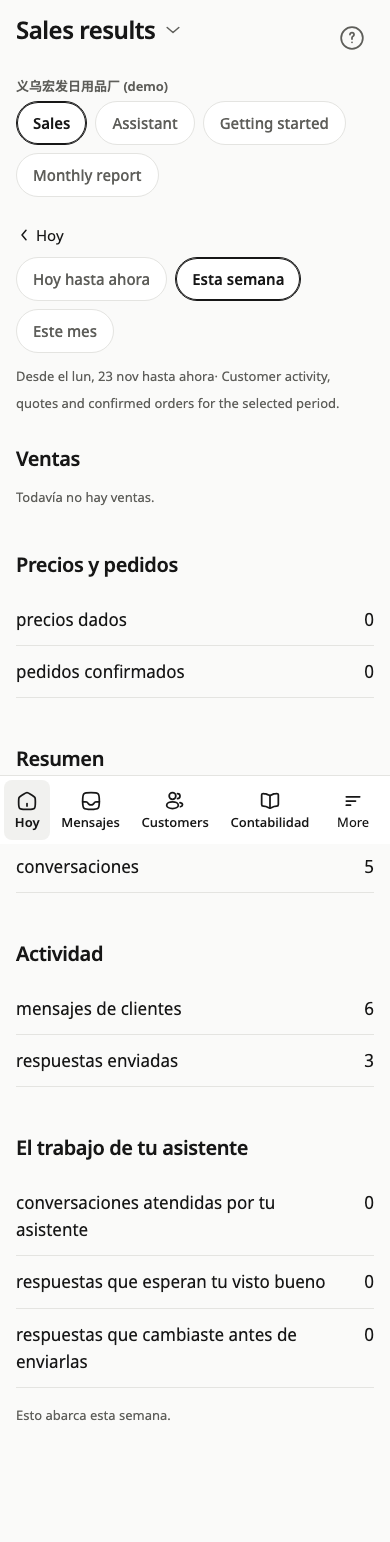 Sales results
义乌宏发日用品厂 (demo)
Sales
Assistant
Getting started
Monthly report
Hoy
Hoy hasta ahora
Esta semana
Este mes
Desde el lun, 23 nov hasta ahora· Customer activity,
quotes and confirmed orders for the selected period.
Ventas
Todavía no hay ventas.
Precios y pedidos
precios dados 0
pedidos confirmados 0
Resumen
Hoy
Mensajes
Customers
Contabilidad
More
conversaciones 5
Actividad
mensajes de clientes 6
respuestas enviadas 3
El trabajo de tu asistente
conversaciones atendidas por tu 0
asistente
respuestas que esperan tu visto bueno 0
respuestas que cambiaste antes de 0
enviarlas
Esto abarca esta semana.